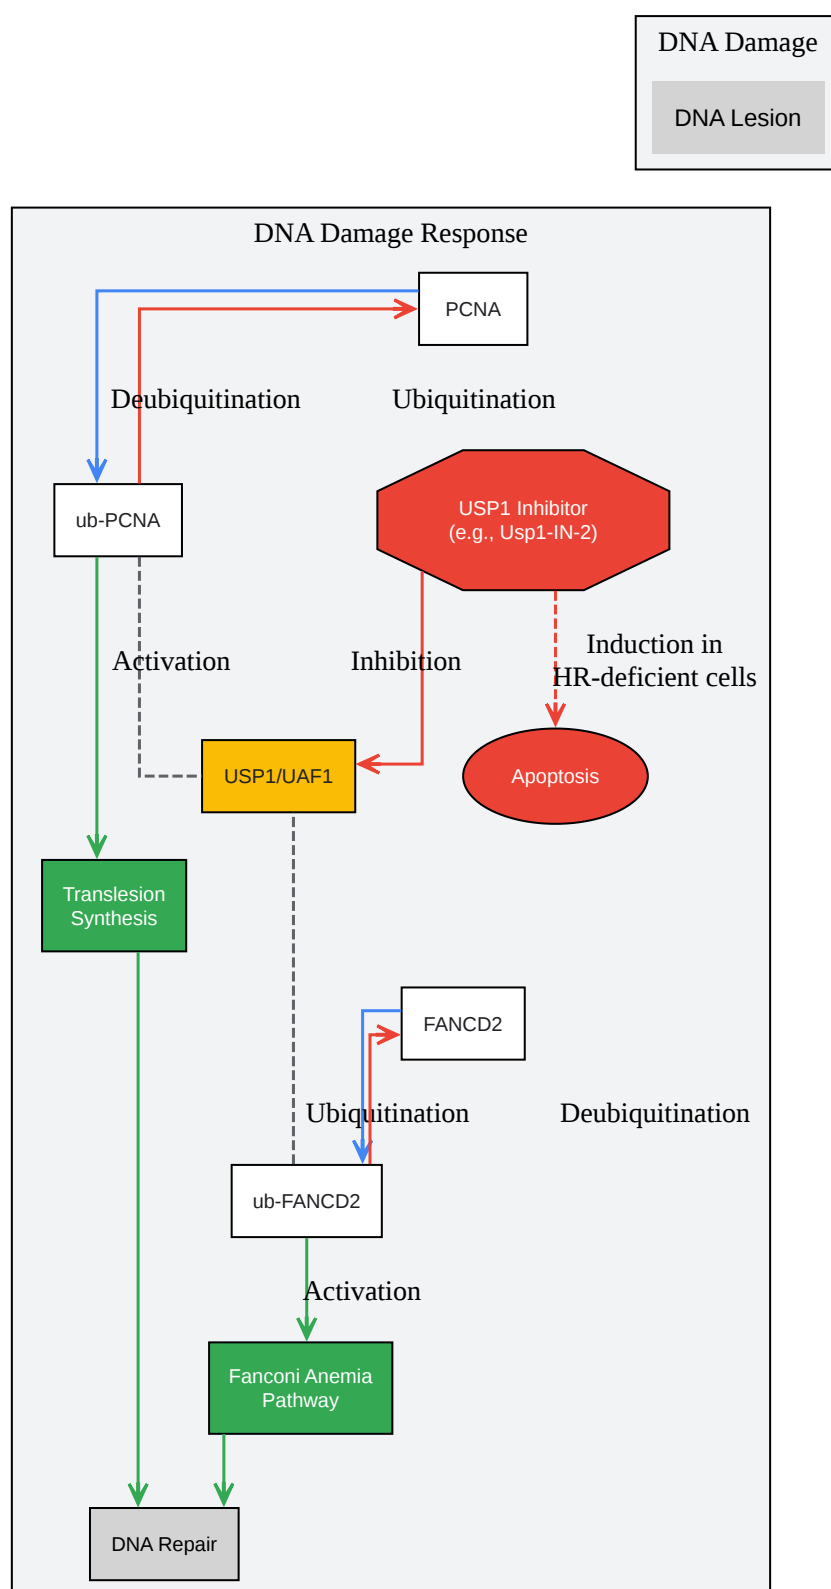 DNA Damage
DNA Lesion
DNA Damage Response
PCNA
Deubiquitination
Ubiquitination
ub-PCNA
USP1 Inhibitor
(e.g., Usp1-IN-2)
Activation
Inhibition
Induction in
HR-deficient cells
USP1/UAF1
Apoptosis
Translesion
Synthesis
FANCD2
Ubiquitination
Deubiquitination
ub-FANCD2
Activation
Fanconi Anemia
Pathway
DNA Repair